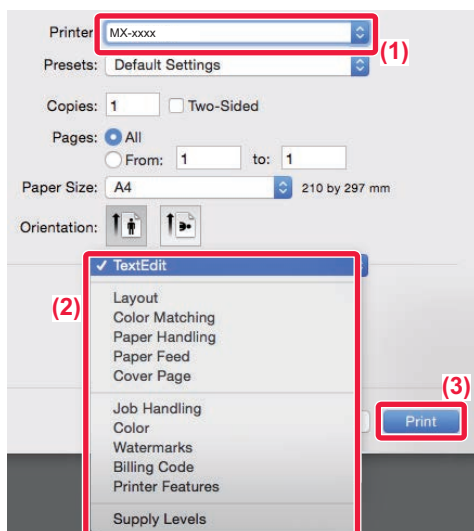 Printer: MX-xxxx
(1)
Presets: Default Settings
Copies: 1 Two-Sided
Pages: All
From: 1 to: 1
Paper Size: A4 210 by 297 mm
Orientation:
✓ TextEdit
(2)
Layout
Color Matching
Paper Handling
Paper Feed
Cover Page
(3)
Job Handling
Color
Print
Watermarks
Billing Code
Printer Features
Supply Levels